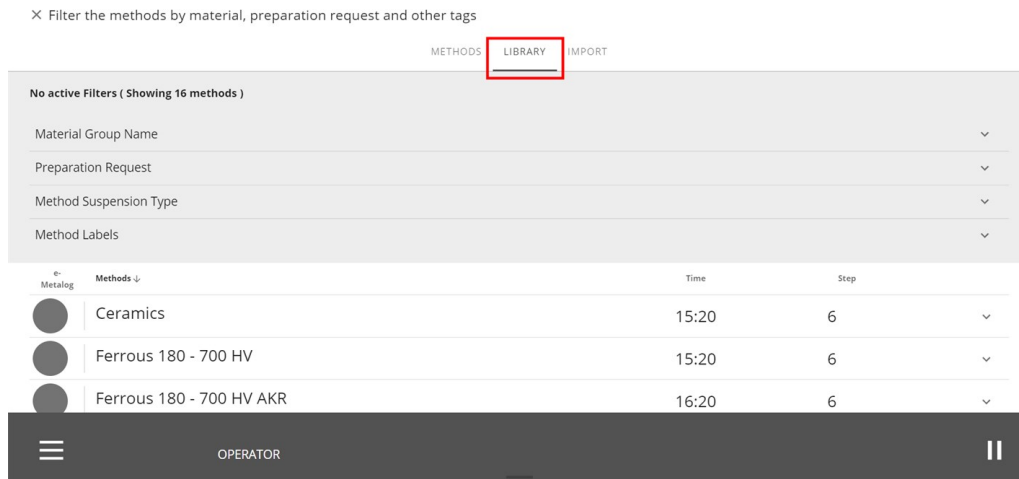 × Filter the methods by material, preparation request and other tags
METHODS LIBRARY IMPORT
No active Filters ( Showing 16 methods )
Material Group Name
Preparation Request
Method Suspension Type
Method Labels
e-
Metalog Methods ↓ Time Step
Ceramics 15:20 6
Ferrous 180 - 700 HV 15:20 6
Ferrous 180 - 700 HV AKR 16:20 6
OPERATOR